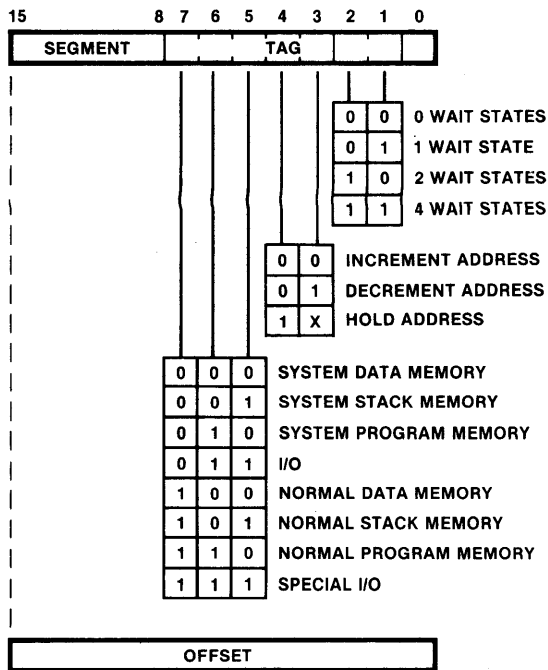 15 8 7 6 5 4 3 2 1 0
SEGMENT TAG
0 0 0 WAIT STATES
0 1 1 WAIT STATE
1 0 2 WAIT STATES
1 1 4 WAIT STATES
0 0 INCREMENT ADDRESS
0 1 DECREMENT ADDRESS
1 X HOLD ADDRESS
0 0 0 SYSTEM DATA MEMORY
0 0 1 SYSTEM STACK MEMORY
0 1 0 SYSTEM PROGRAM MEMORY
0 1 1 I/O
1 0 0 NORMAL DATA MEMORY
1 0 1 NORMAL STACK MEMORY
1 1 0 NORMAL PROGRAM MEMORY
1 1 1 SPECIAL I/O
OFFSET